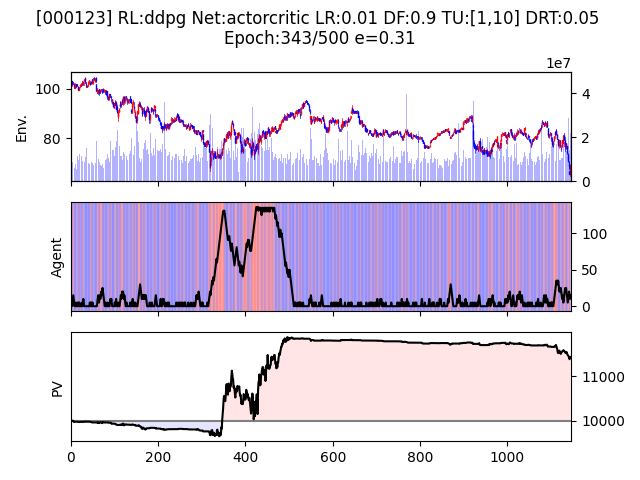 [000123] RL:ddpg Net:actorcritic LR:0.01 DF:0.9 TU:[1,10] DRT:0.05
Epoch:343/500 e=0.31
1e7
100
80
Env.
4
2
0
Agent
100
50
0
PV
11000
10000
0 200 400 600 800 1000